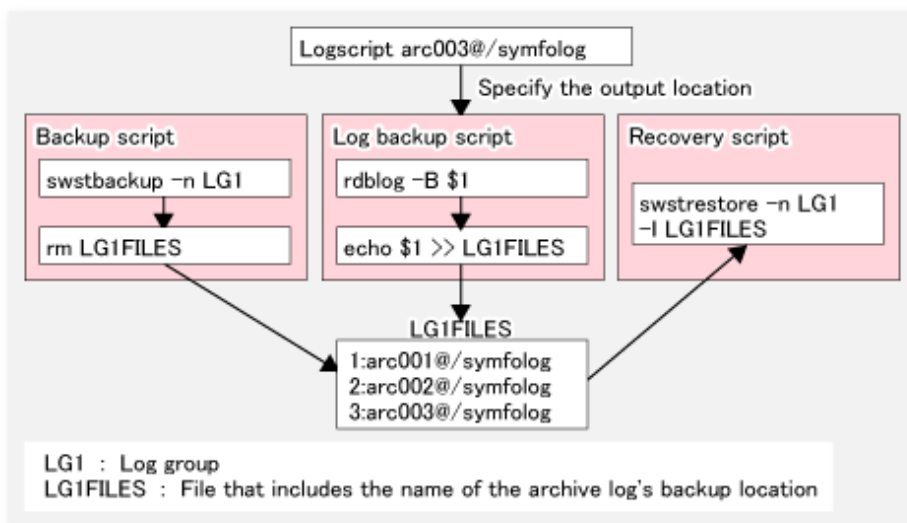 Logscript arc003@/symfolog
Specify the output location
Backup script
swstbackup -n LG1
rm LG1FILES
Log backup script
rdblog -B $1
echo $1 >> LG1FILES
Recovery script
swstrestore -n LG1
-l LG1FILES
LG1FILES
1:arc001@/symfolog
2:arc002@/symfolog
3:arc003@/symfolog
LG1 : Log group
LG1FILES : File that includes the name of the archive log's backup location